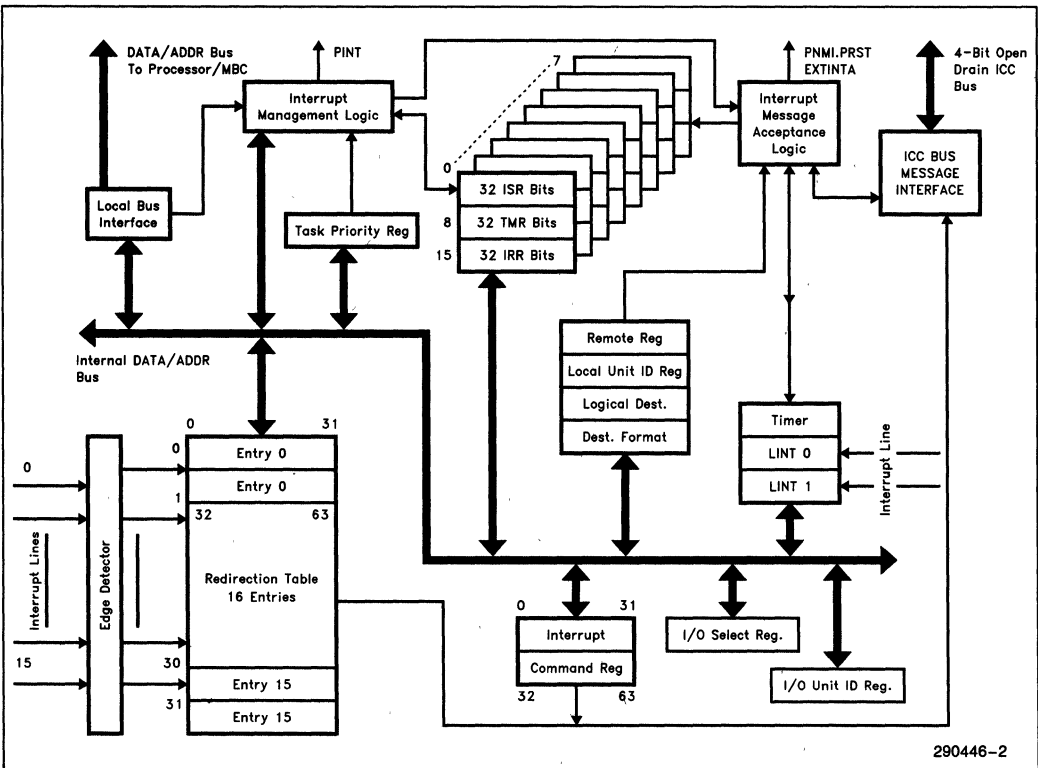 DATA/ADDR Bus
To Processor/MBC
PINT
7
PNMI.PRST
EXTINTA
4-Bit Open
Drain ICC
Bus
Interrupt
Management Logic
Interrupt
Message
Acceptance
Logic
ICC BUS
MESSAGE
INTERFACE
0
Local Bus
Interface
Task Priority Reg
32 ISR Bits
8
32 TMR Bits
15
32 IRR Bits
Internal DATA/ADDR
Bus
Remote Reg
Local Unit ID Reg
Logical Dest.
Dest. Format
Timer
LINT 0
LINT 1
Interrupt Line
0
31
0
Entry 0
Entry 0
1
32
63
0
Interrupt Lines
15
Edge Detector
Redirection Table
16 Entries
30
Entry 15
31
Entry 15
0
31
Interrupt
Command Reg
32
63
I/O Select Reg.
I/O Unit ID Reg.
290446-2